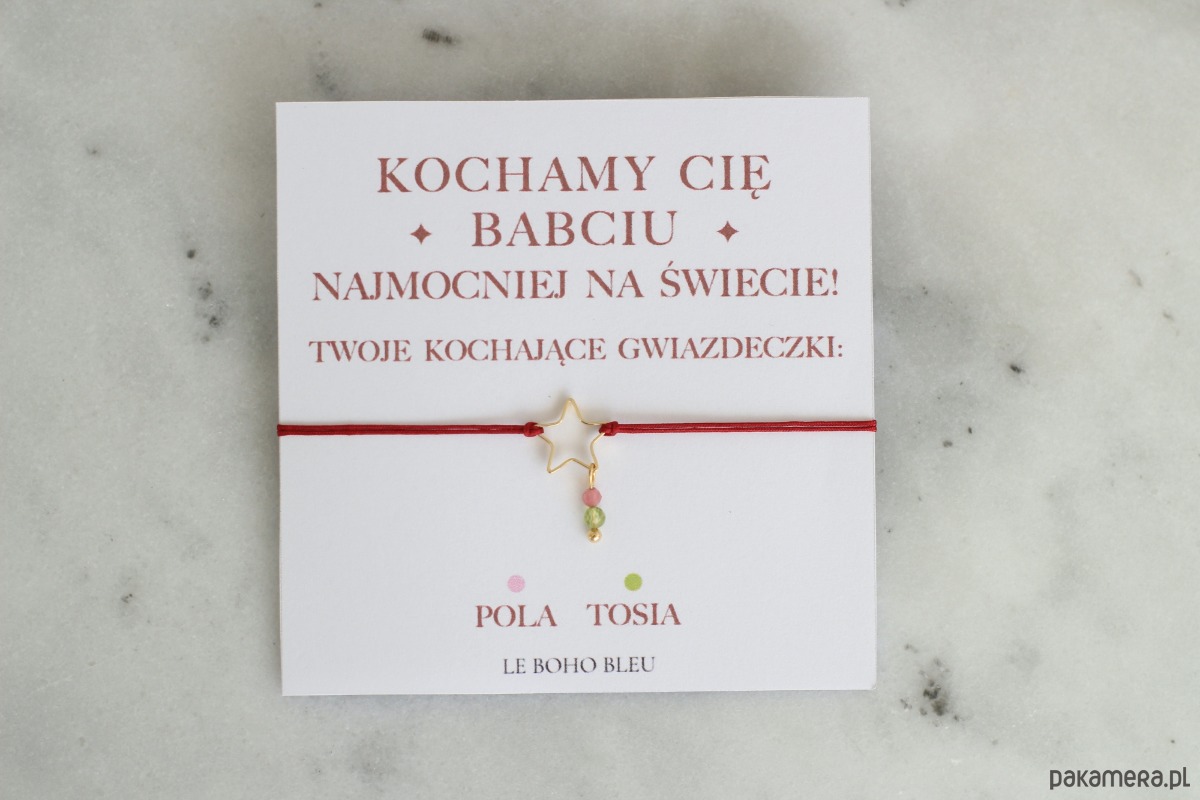 KOCHAMY CIĘ
BABCIU
NAJMOCNIEJ NA ŚWIECIE!
TWOJE KOCHAJĄCE GWIAZDECZKI:
POLA TOSIA
LE BOHO BLEU
pakamera.pl